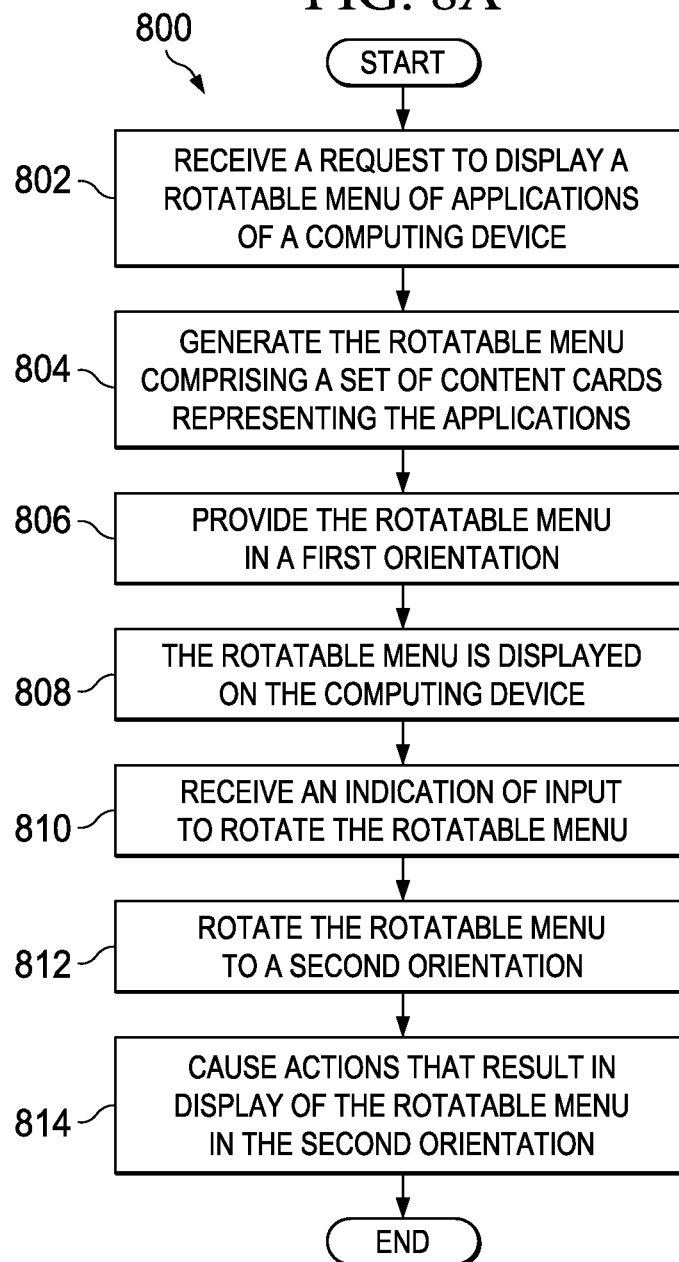 FIG. 8A
800
START
802
RECEIVE A REQUEST TO DISPLAY A
ROTATABLE MENU OF APPLICATIONS
OF A COMPUTING DEVICE
804
GENERATE THE ROTATABLE MENU
COMPRISING A SET OF CONTENT CARDS
REPRESENTING THE APPLICATIONS
806
PROVIDE THE ROTATABLE MENU
IN A FIRST ORIENTATION
808
THE ROTATABLE MENU IS DISPLAYED
ON THE COMPUTING DEVICE
810
RECEIVE AN INDICATION OF INPUT
TO ROTATE THE ROTATABLE MENU
812
ROTATE THE ROTATABLE MENU
TO A SECOND ORIENTATION
814
CAUSE ACTIONS THAT RESULT IN
DISPLAY OF THE ROTATABLE MENU
IN THE SECOND ORIENTATION
END